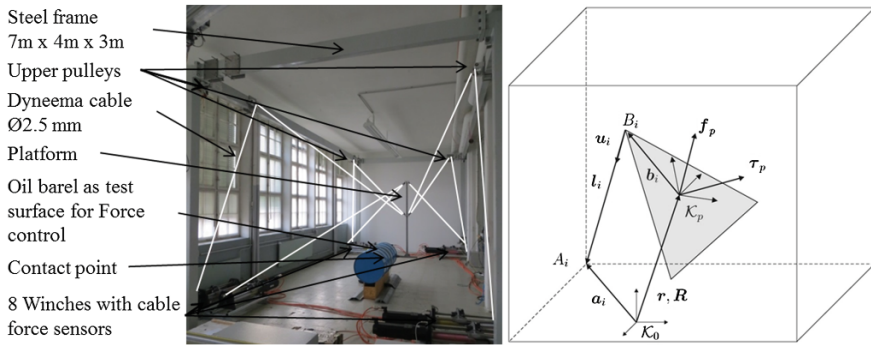 Steel frame
7m x 4m x 3m
Upper pulleys
Dyneema cable
Ø2.5 mm
Platform
Oil barel as test
surface for Force
control
Contact point
8 Winches with cable
force sensors
B_i
f_p
u_i
τ_p
l_i
b_i
K_p
A_i
a_i
r, R
K_0